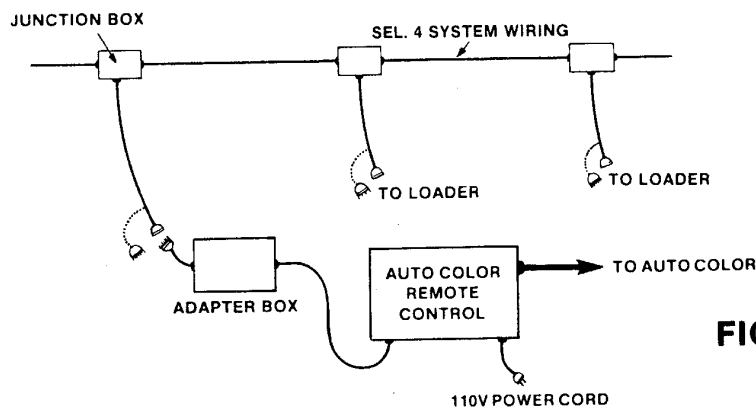 JUNCTION BOX
SEL. 4 SYSTEM WIRING
TO LOADER
TO LOADER
ADAPTER BOX
AUTO COLOR
REMOTE
CONTROL
TO AUTO COLOR
110V POWER CORD
FIG